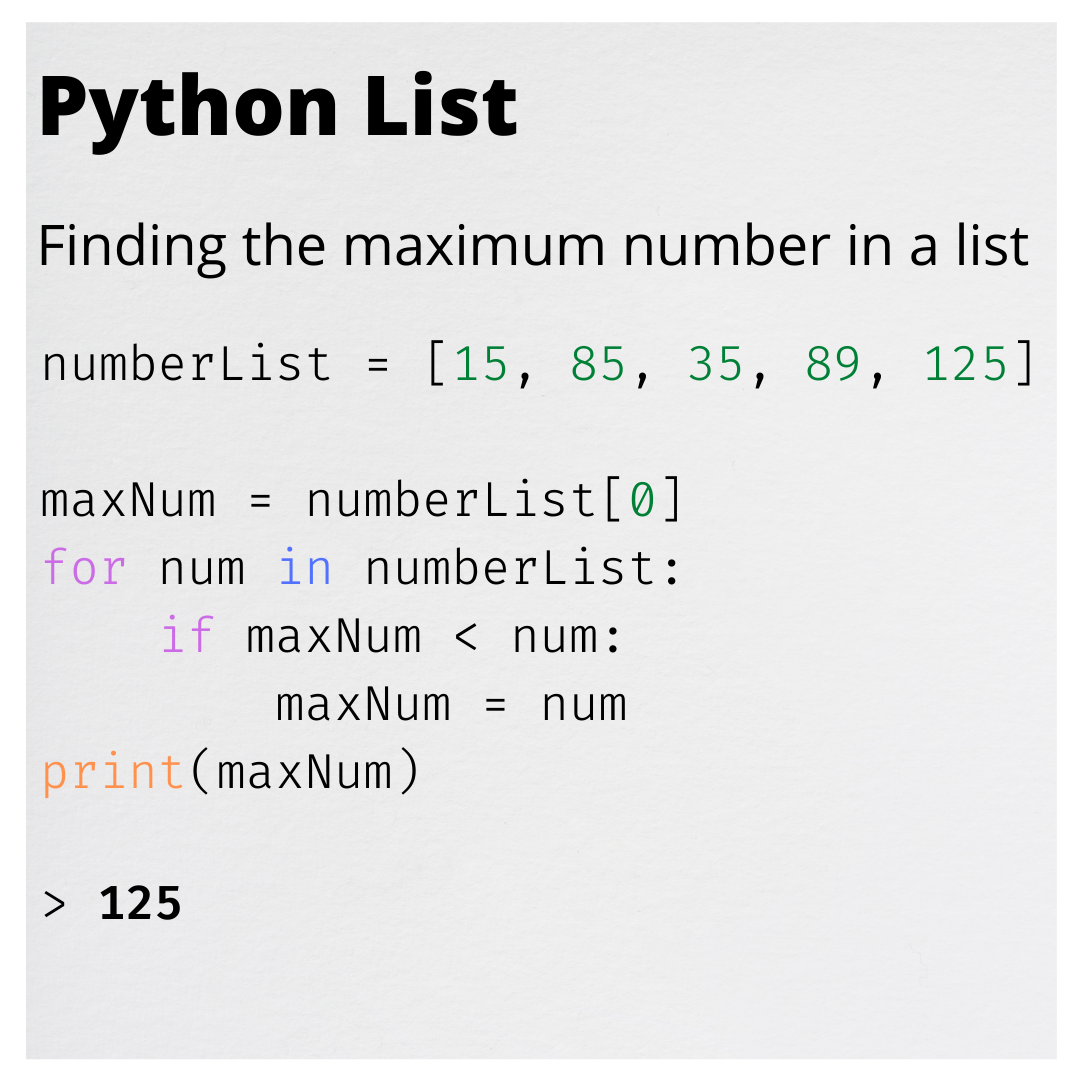 Python List
Finding the maximum number in a list
numberList = [15, 85, 35, 89, 125]
maxNum = numberList[0]
for num in numberList:
    if maxNum < num:
        maxNum = num
print(maxNum)
> 125